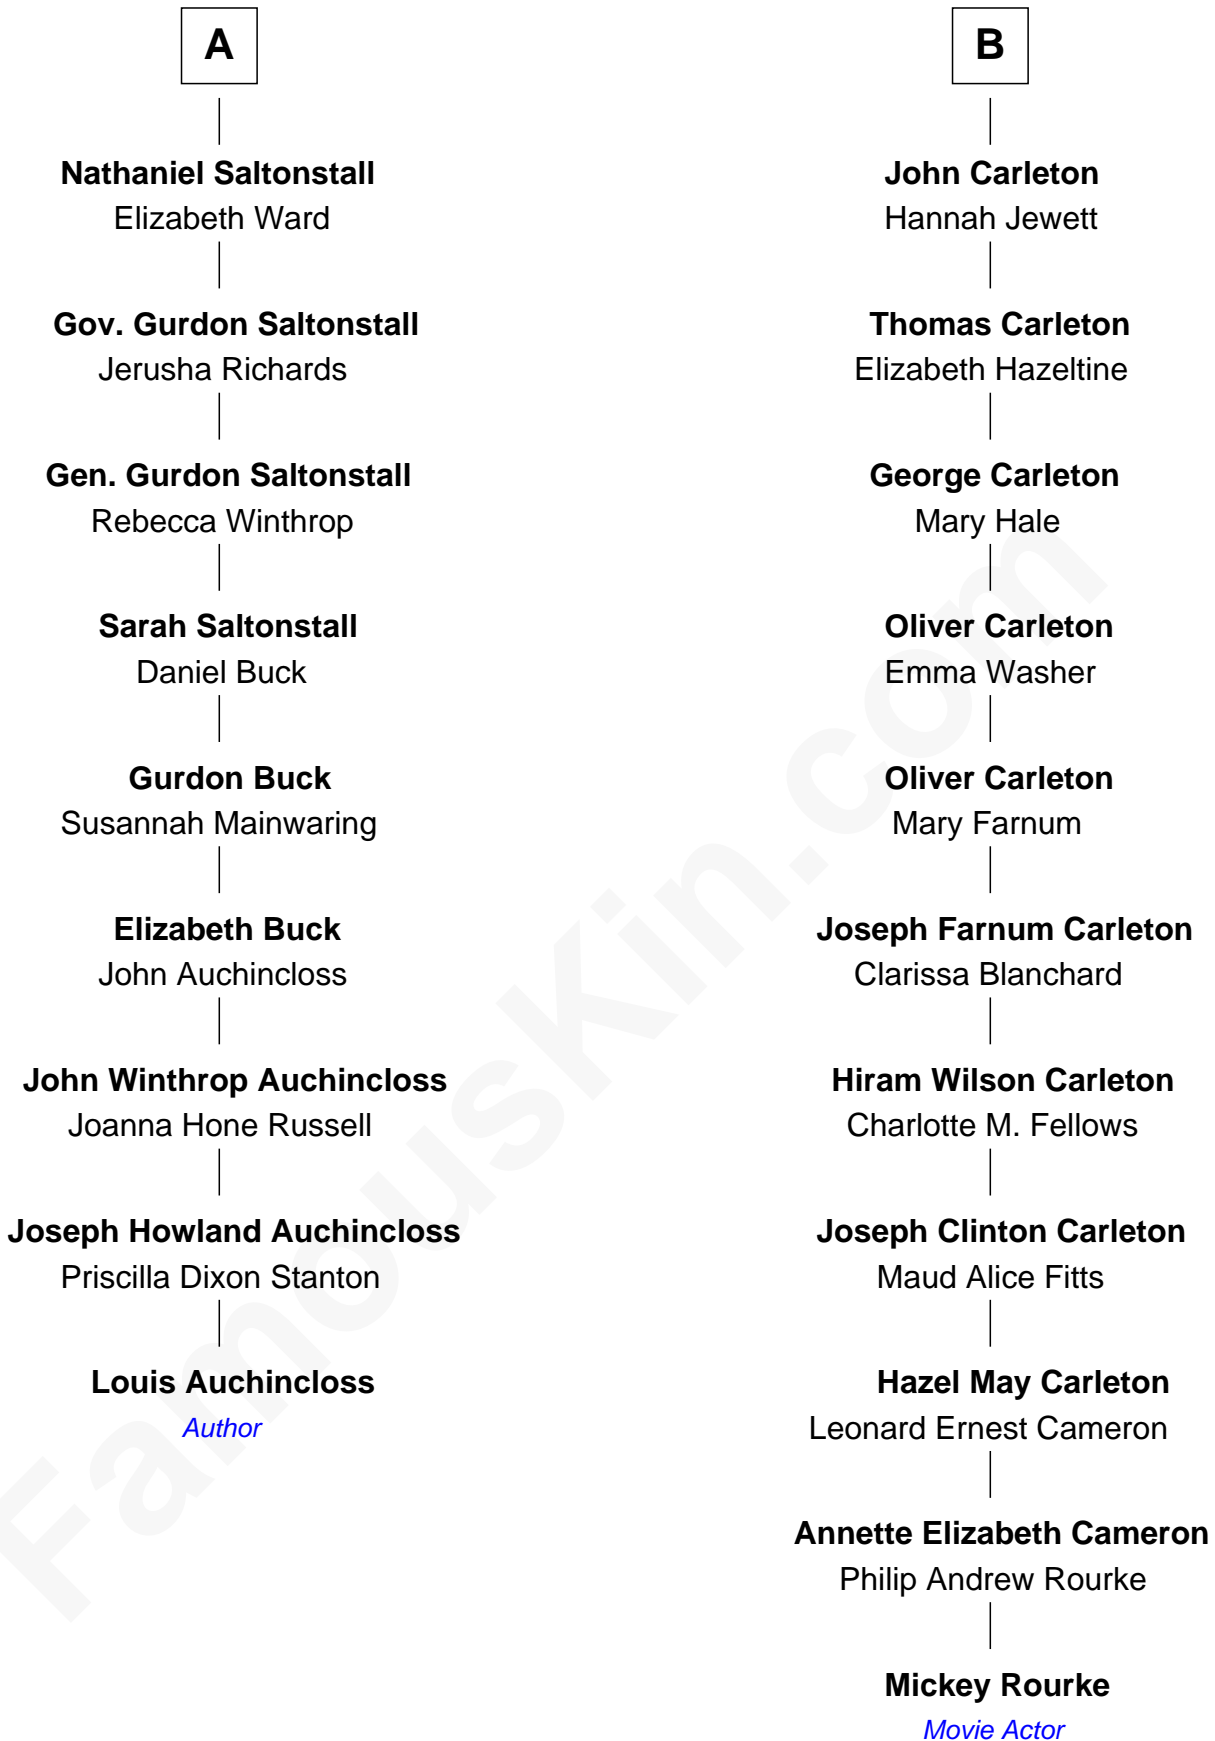 A
Nathaniel Saltonstall
Elizabeth Ward
Gov. Gurdon Saltonstall
Jerusha Richards
Gen. Gurdon Saltonstall
Rebecca Winthrop
Sarah Saltonstall
Daniel Buck
Gurdon Buck
Susannah Mainwaring
Elizabeth Buck
John Auchincloss
John Winthrop Auchincloss
Joanna Hone Russell
Joseph Howland Auchincloss
Priscilla Dixon Stanton
Louis Auchincloss
Author
B
John Carleton
Hannah Jewett
Thomas Carleton
Elizabeth Hazeltine
George Carleton
Mary Hale
Oliver Carleton
Emma Washer
Oliver Carleton
Mary Farnum
Joseph Farnum Carleton
Clarissa Blanchard
Hiram Wilson Carleton
Charlotte M. Fellows
Joseph Clinton Carleton
Maud Alice Fitts
Hazel May Carleton
Leonard Ernest Cameron
Annette Elizabeth Cameron
Philip Andrew Rourke
Mickey Rourke
Movie Actor
FamousKin.com